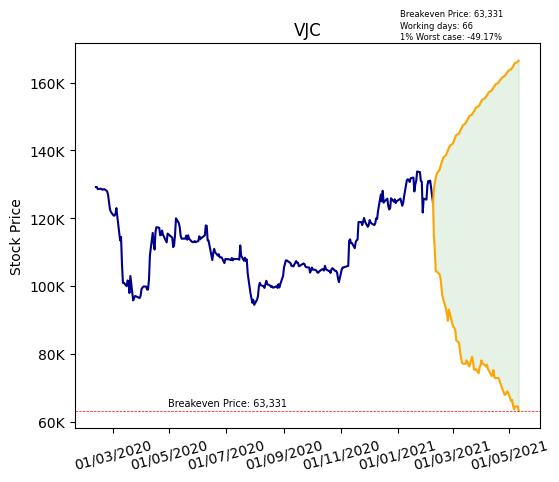 Breakeven Price: 63,331
Working days: 66
1% Worst case: -49.17%
VJC
Stock Price
160K
140K
120K
100K
80K
60K
Breakeven Price: 63,331
01/03/2020
01/05/2020
01/07/2020
01/09/2020
01/11/2020
01/01/2021
01/03/2021
01/05/2021